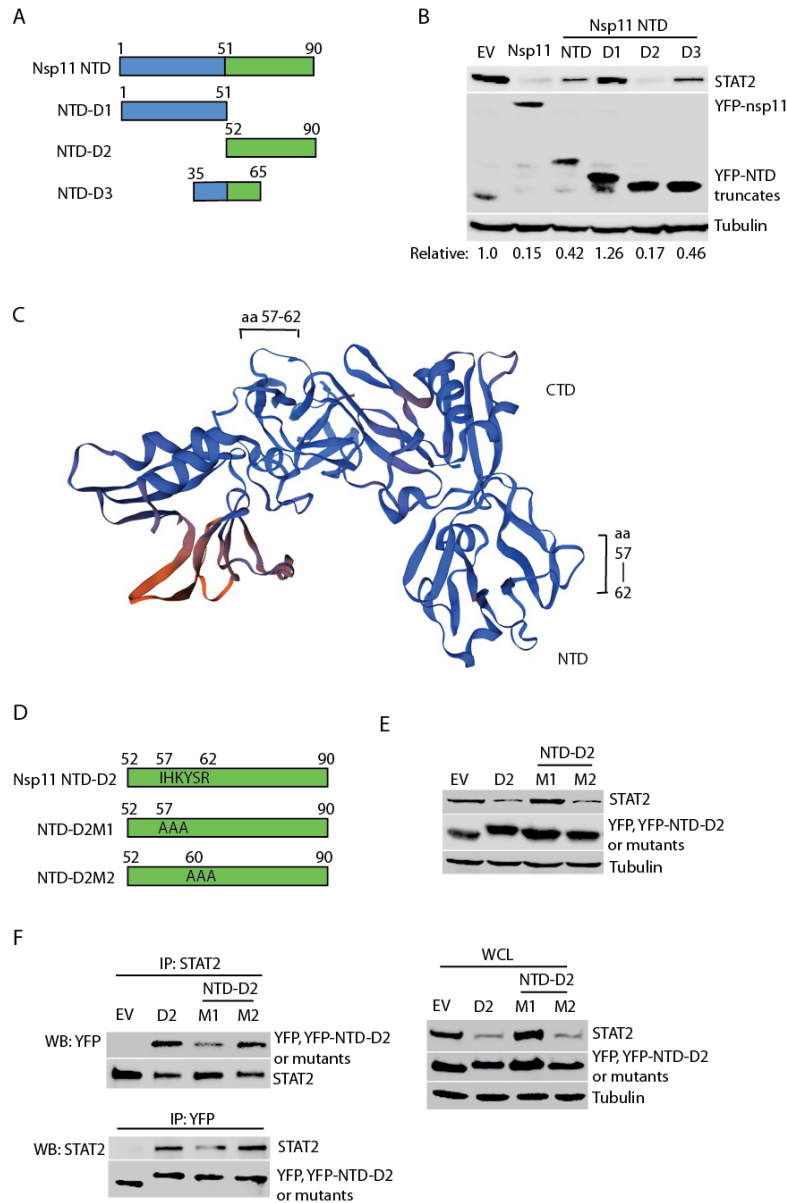 A
1 51 90
Nsp11 NTD
1 51
NTD-D1
52 90
NTD-D2
35 65
NTD-D3
B
Nsp11 NTD
EV Nsp11 NTD D1 D2 D3
STAT2
YFP-nsp11
YFP-NTD
truncates
Tubulin
Relative: 1.0 0.15 0.42 1.26 0.17 0.46
C
aa 57-62
CTD
aa
57
|
62
NTD
D
52 57 62 90
Nsp11 NTD-D2 IHKYSR
52 57 90
NTD-D2M1 AAA
52 60 90
NTD-D2M2 AAA
E
NTD-D2
EV D2 M1 M2
STAT2
YFP, YFP-NTD-D2
or mutants
Tubulin
F
IP: STAT2
NTD-D2
EV D2 M1 M2
WB: YFP
YFP, YFP-NTD-D2
or mutants
STAT2
IP: YFP
WB: STAT2
STAT2
YFP, YFP-NTD-D2
or mutants
WCL
NTD-D2
EV D2 M1 M2
STAT2
YFP, YFP-NTD-D2
or mutants
Tubulin